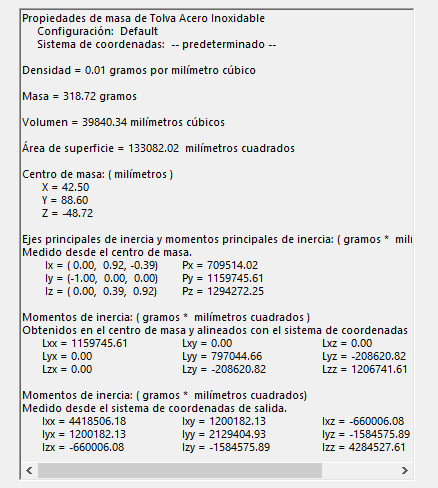 Propiedades de masa de Tolva Acero Inoxidable
Configuración: Default
Sistema de coordenadas: -- predeterminado --
Densidad = 0.01 gramos por milímetro cúbico
Masa = 318.72 gramos
Volumen = 39840.34 milímetros cúbicos
Área de superficie = 133082.02 milímetros cuadrados
Centro de masa: ( milímetros )
X = 42.50
Y = 88.60
Z = -48.72
Ejes principales de inercia y momentos principales de inercia: ( gramos * milí
Medido desde el centro de masa.
Ix = ( 0.00, 0.92, -0.39) Px = 709514.02
Iy = (-1.00, 0.00, 0.00) Py = 1159745.61
Iz = ( 0.00, 0.39, 0.92) Pz = 1294272.25
Momentos de inercia: ( gramos * milímetros cuadrados )
Obtenidos en el centro de masa y alineados con el sistema de coordenadas
Lxx = 1159745.61 Lxy = 0.00 Lxz = 0.00
Lyx = 0.00 Lyy = 797044.66 Lyz = -208620.82
Lzx = 0.00 Lzy = -208620.82 Lzz = 1206741.61
Momentos de inercia: ( gramos * milímetros cuadrados)
Medido desde el sistema de coordenadas de salida.
Ixx = 4418506.18 Ixy = 1200182.13 Ixz = -660006.08
Iyx = 1200182.13 Iyy = 2129404.93 Iyz = -1584575.89
Izx = -660006.08 Izy = -1584575.89 Izz = 4284527.61